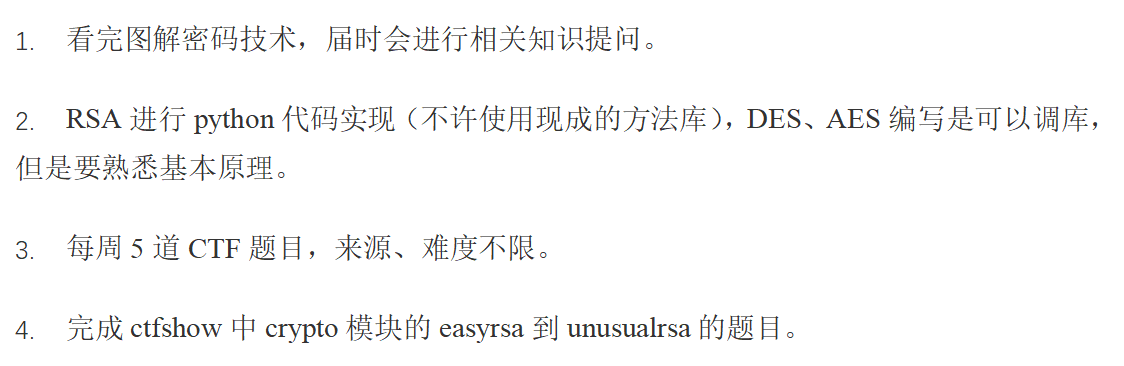 1. 看完图解密码技术，届时会进行相关知识提问。
2. RSA 进行 python 代码实现（不许使用现成的方法库），DES、AES 编写是可以调库，
但是要熟悉基本原理。
3. 每周 5 道 CTF 题目，来源、难度不限。
4. 完成 ctfshow 中 crypto 模块的 easyrsa 到 unusualrsa 的题目。